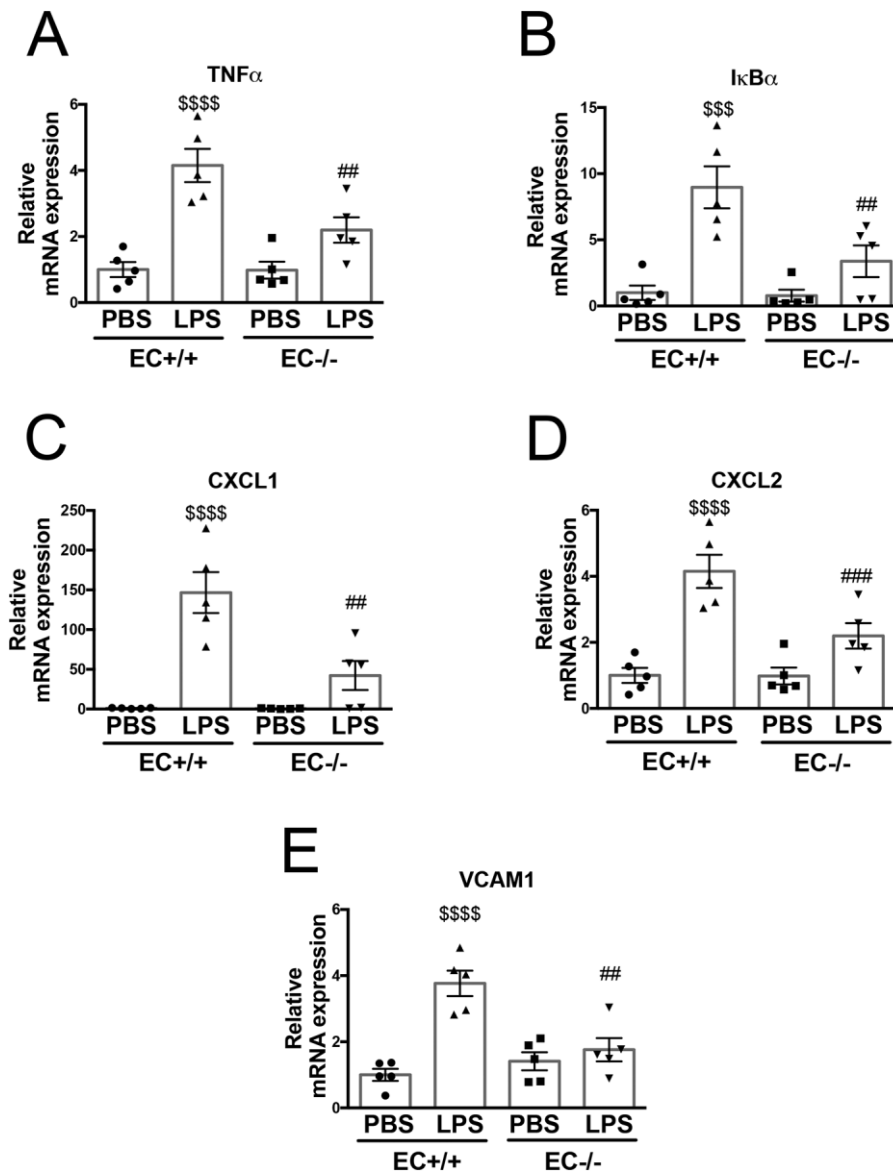 A
TNFα
$$$$
##
Relative
mRNA expression
6
4
2
0
PBS LPS PBS LPS
EC+/+ EC-/-
B
IκBα
$$$
##
Relative
mRNA expression
15
10
5
0
PBS LPS PBS LPS
EC+/+ EC-/-
C
CXCL1
$$$$
##
Relative
mRNA expression
250
200
150
100
50
0
PBS LPS PBS LPS
EC+/+ EC-/-
D
CXCL2
$$$$
###
Relative
mRNA expression
6
4
2
0
PBS LPS PBS LPS
EC+/+ EC-/-
E
VCAM1
$$$$
##
Relative
mRNA expression
6
4
2
0
PBS LPS PBS LPS
EC+/+ EC-/-